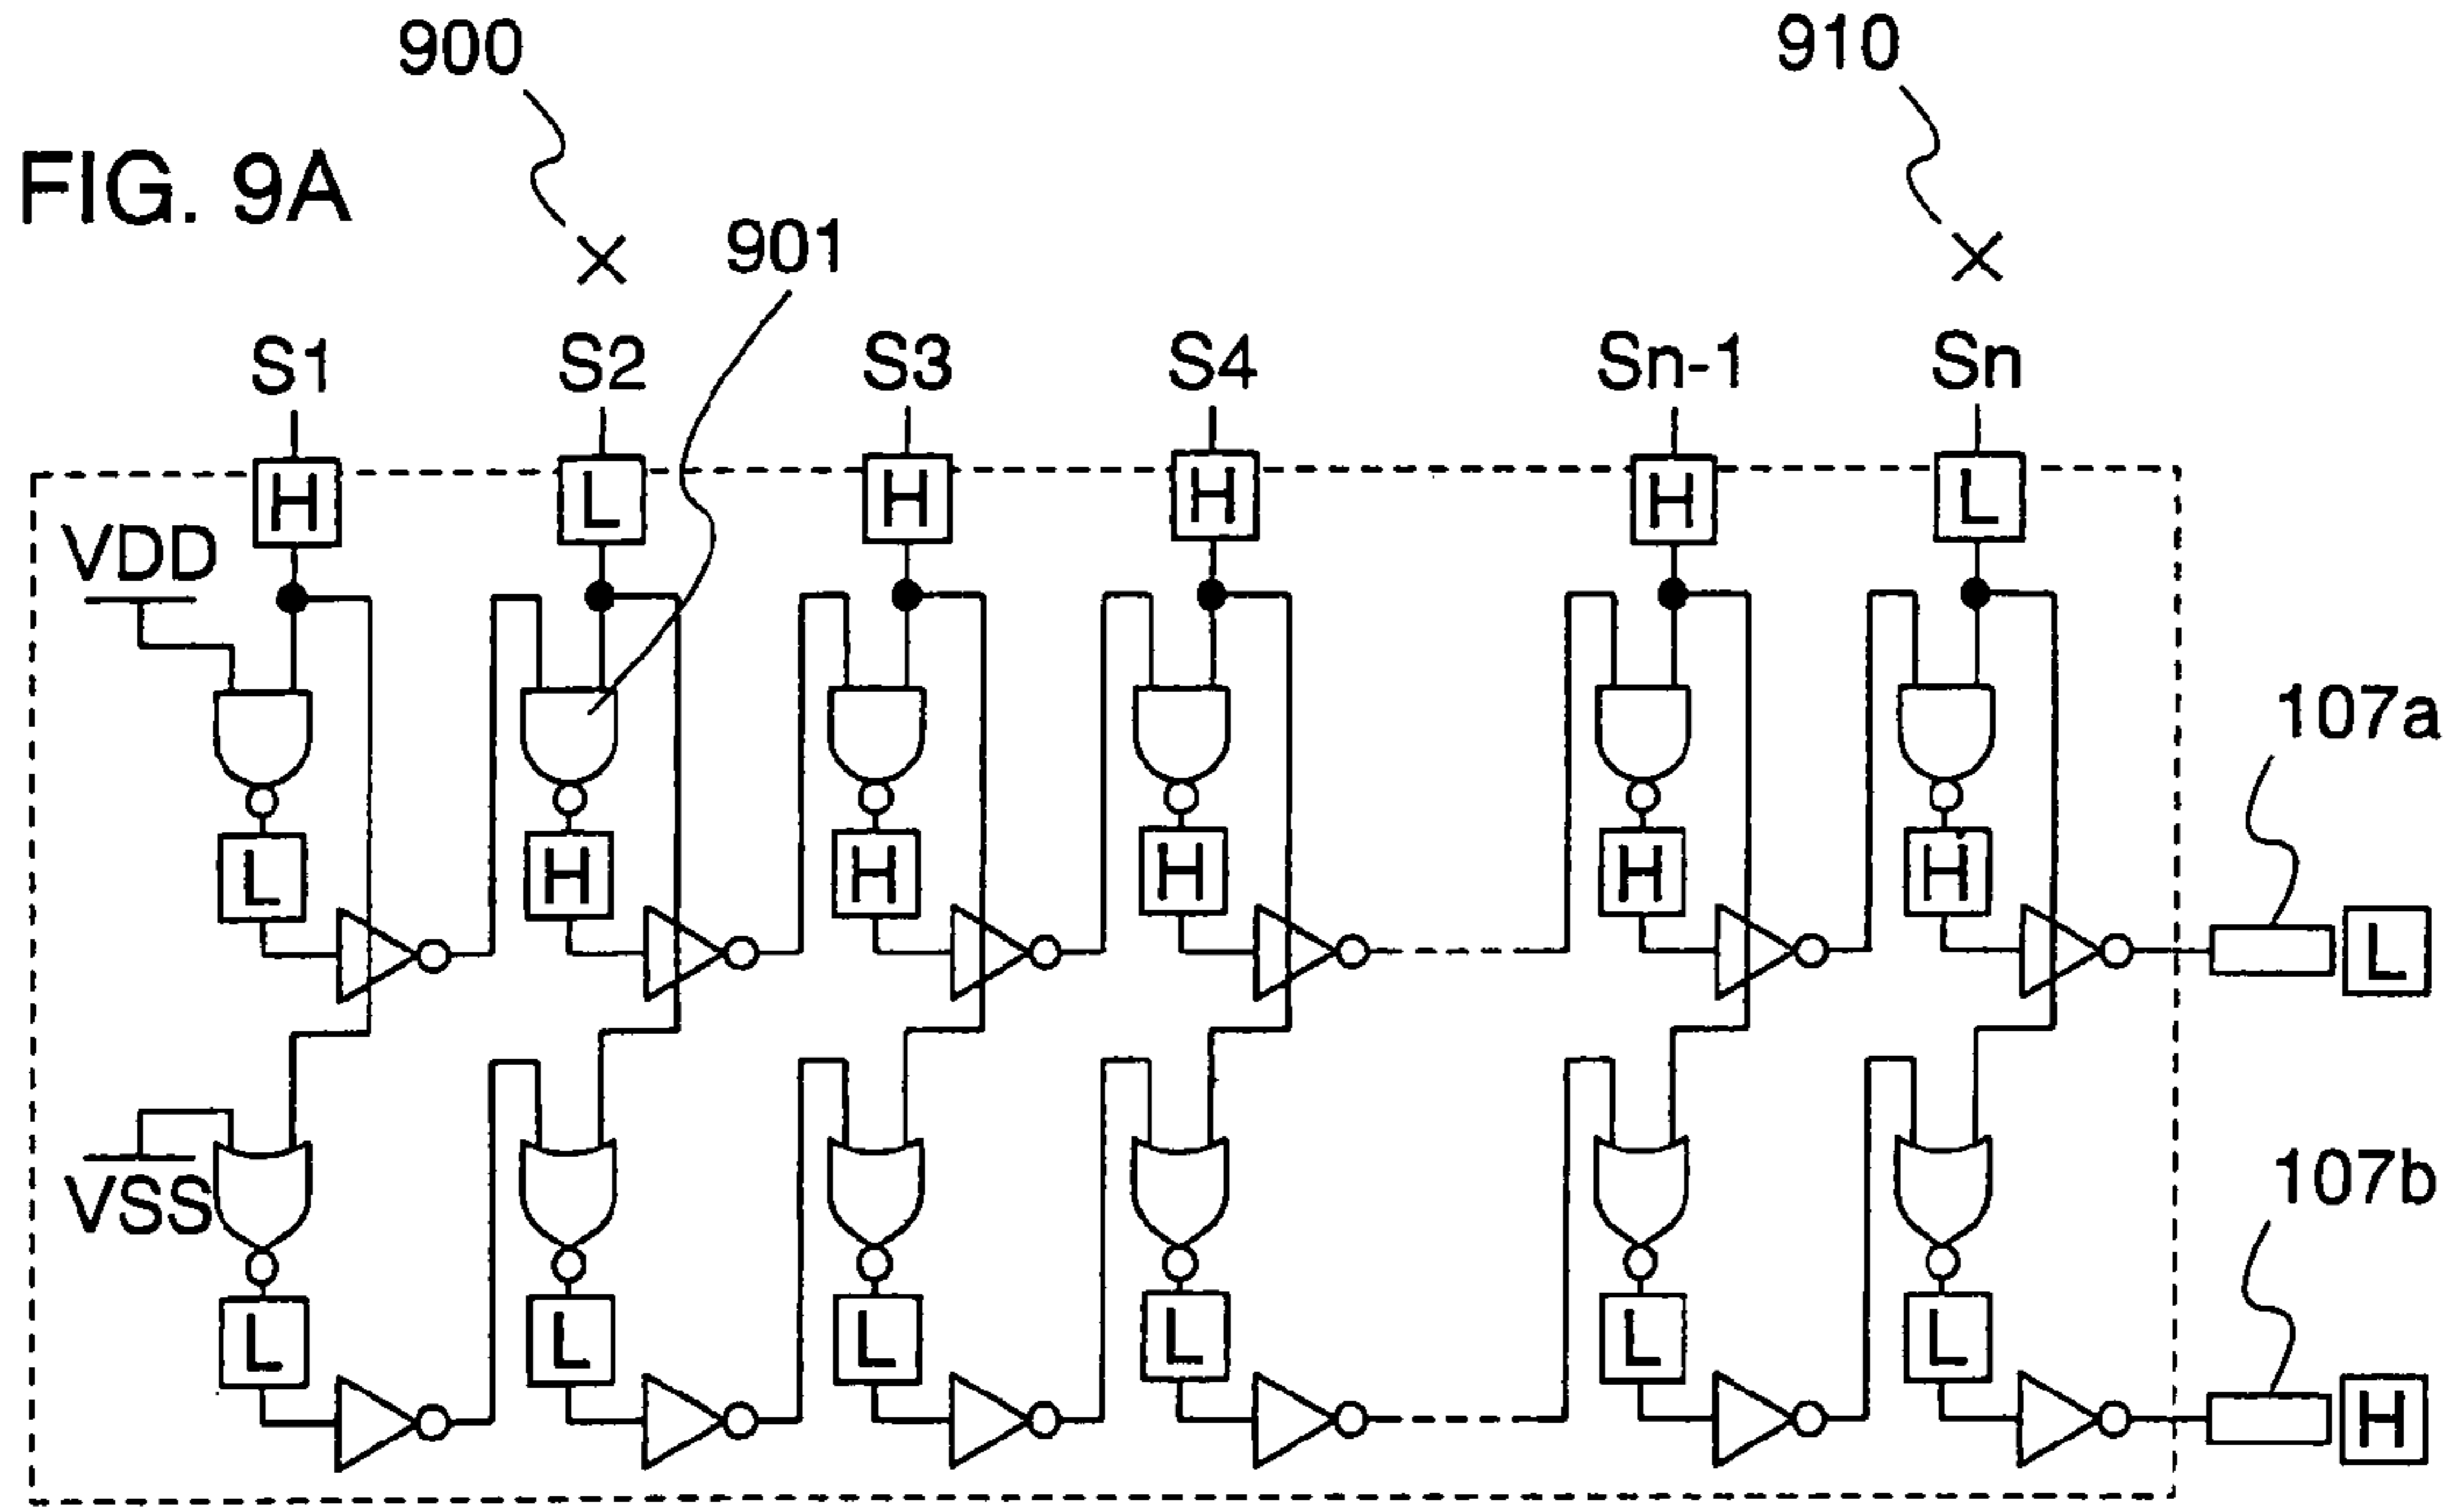 900
910
FIG. 9A
901
S1 S2 S3 S4 Sn-1 Sn
H L H H H L
VDD
107a
L H H H H H
L
VSS
107b
L L L L L L
H